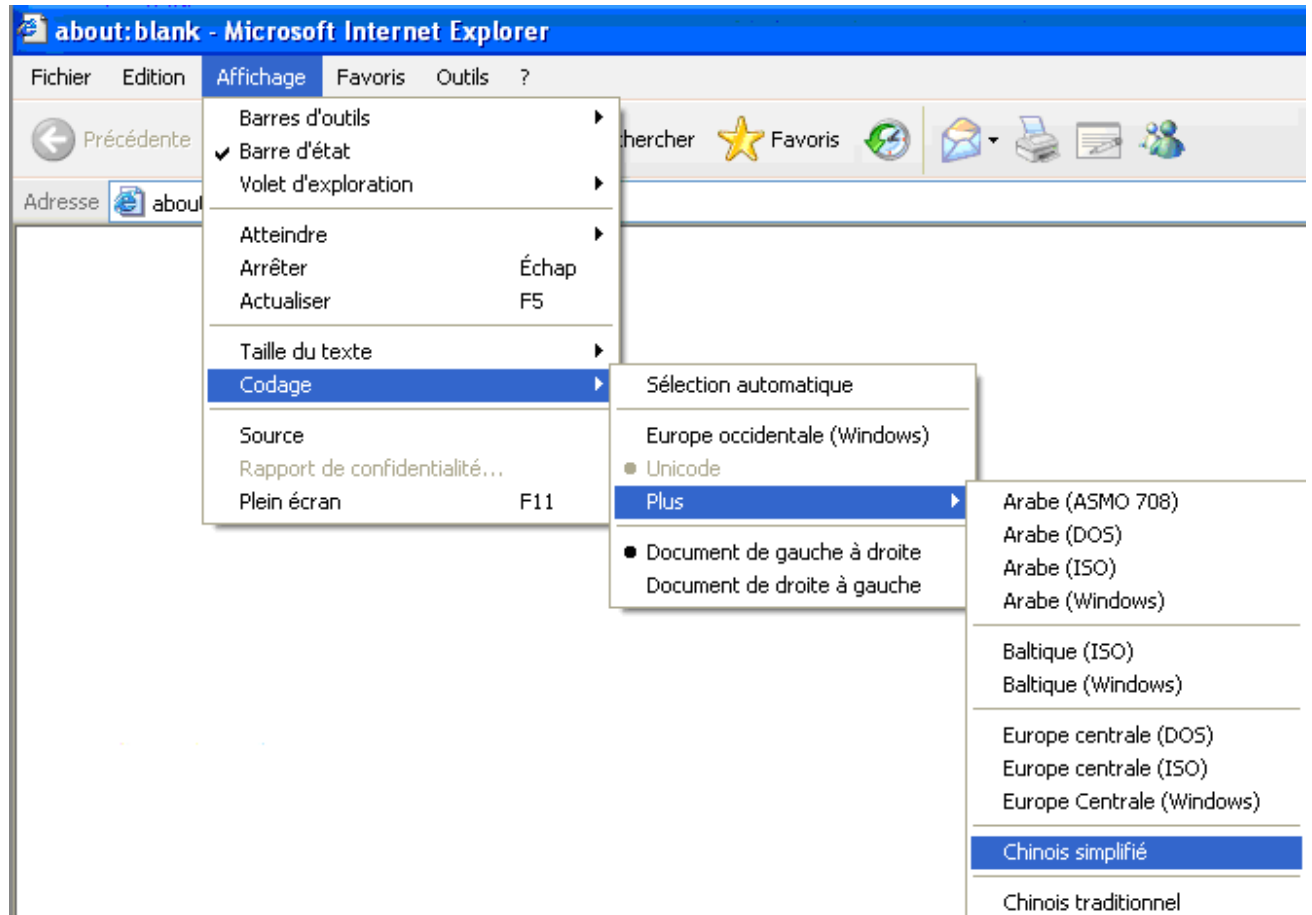 about:blank - Microsoft Internet Explorer
Fichier Edition Affichage Favoris Outils ?
Précédente
Favoris
Adresse
Barres d'outils
Barre d'état
Volet d'exploration
Atteindre
Arrêter Échap
Actualiser F5
Taille du texte
Codage
Source
Rapport de confidentialité...
Plein écran F11
Sélection automatique
Europe occidentale (Windows)
Unicode
Plus
Document de gauche à droite
Document de droite à gauche
Arabe (ASMO 708)
Arabe (DOS)
Arabe (ISO)
Arabe (Windows)
Baltique (ISO)
Baltique (Windows)
Europe centrale (DOS)
Europe centrale (ISO)
Europe Centrale (Windows)
Chinois simplifié
Chinois traditionnel